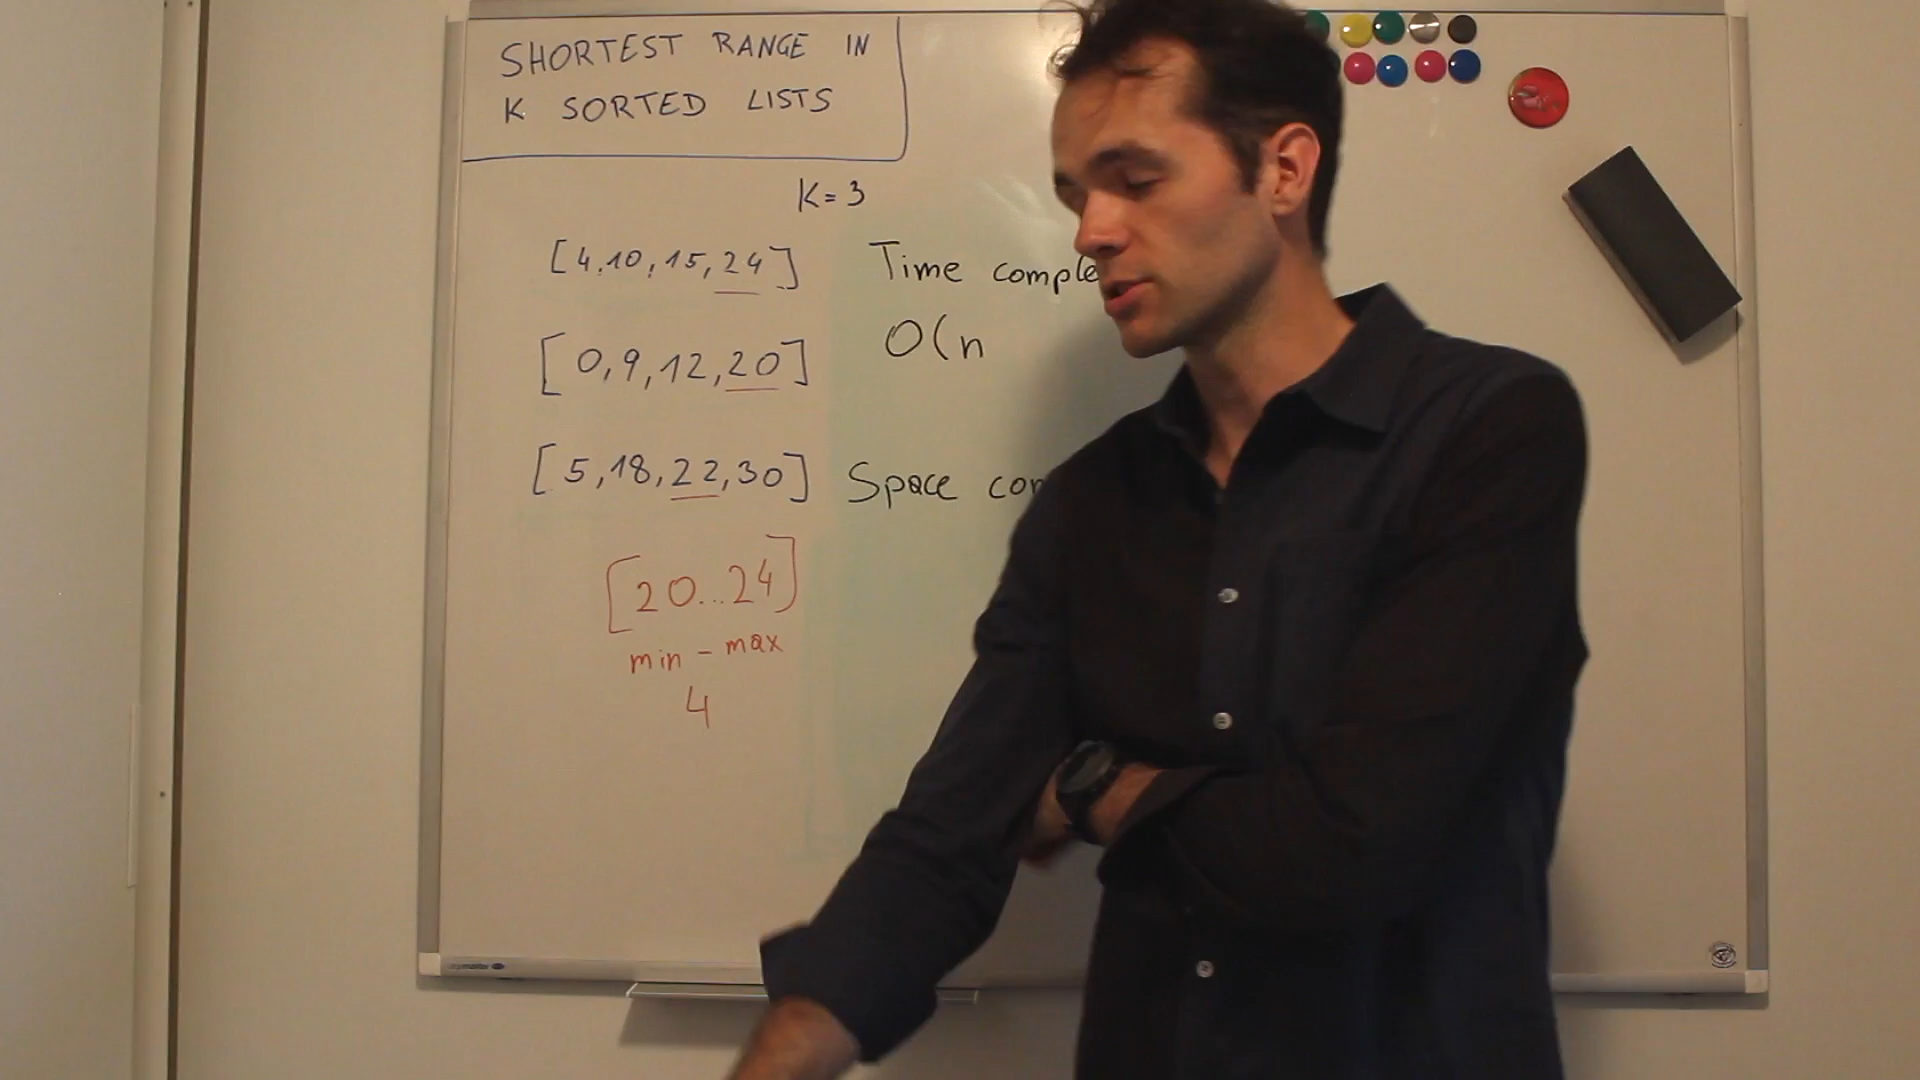 SHORTEST RANGE IN
K SORTED LISTS
K=3
[4,10,15,24]
Time comple
O(n
[0,9,12,20]
[5,18,22,30]
Space com
[20...24]
min - max
4